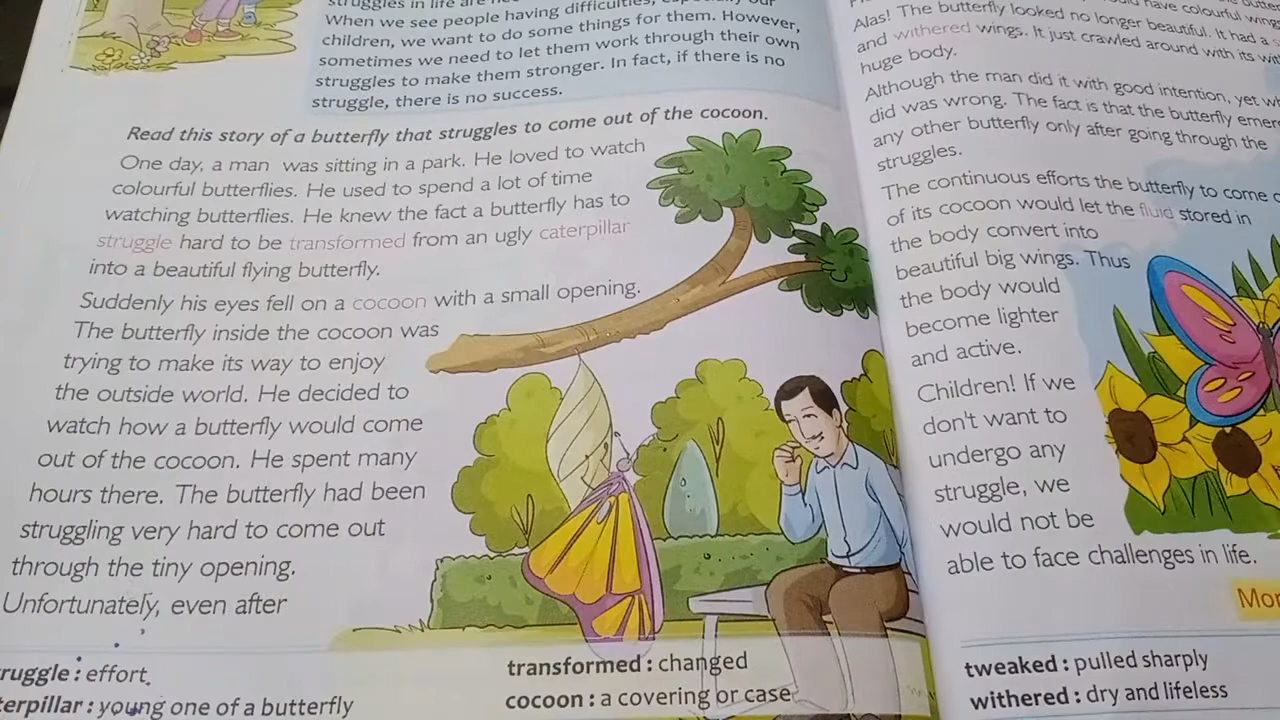 struggles in life are
When we see people having difficulties, especially our
children, we want to do some things for them. However,
sometimes we need to let them work through their own
struggles to make them stronger. In fact, if there is no
struggle, there is no success.
Read this story of a butterfly that struggles to come out of the cocoon.
One day, a man was sitting in a park. He loved to watch
colourful butterflies. He used to spend a lot of time
watching butterflies. He knew the fact a butterfly has to
struggle hard to be transformed from an ugly caterpillar
into a beautiful flying butterfly.
Suddenly his eyes fell on a cocoon with a small opening.
The butterfly inside the cocoon was
trying to make its way to enjoy
the outside world. He decided to
watch how a butterfly would come
out of the cocoon. He spent many
hours there. The butterfly had been
struggling very hard to come out
through the tiny opening.
Unfortunately, even after
ruggle : effort
erpillar : young one of a butterfly
transformed : changed
cocoon : a covering or case
have colourful wings
Alas! The butterfly looked no longer beautiful. It had a
and withered wings. It just crawled around with its
huge body.
Although the man did it with good intention, yet
did was wrong. The fact is that the butterfly
any other butterfly only after going through the
struggles.
The continuous efforts the butterfly to come
of its cocoon would let the fluid stored in
the body convert into
beautiful big wings. Thus
the body would
become lighter
and active.
Children! If we
don't want to
undergo any
struggle, we
would not be
able to face challenges in life.
tweaked : pulled sharply
withered : dry and lifeless